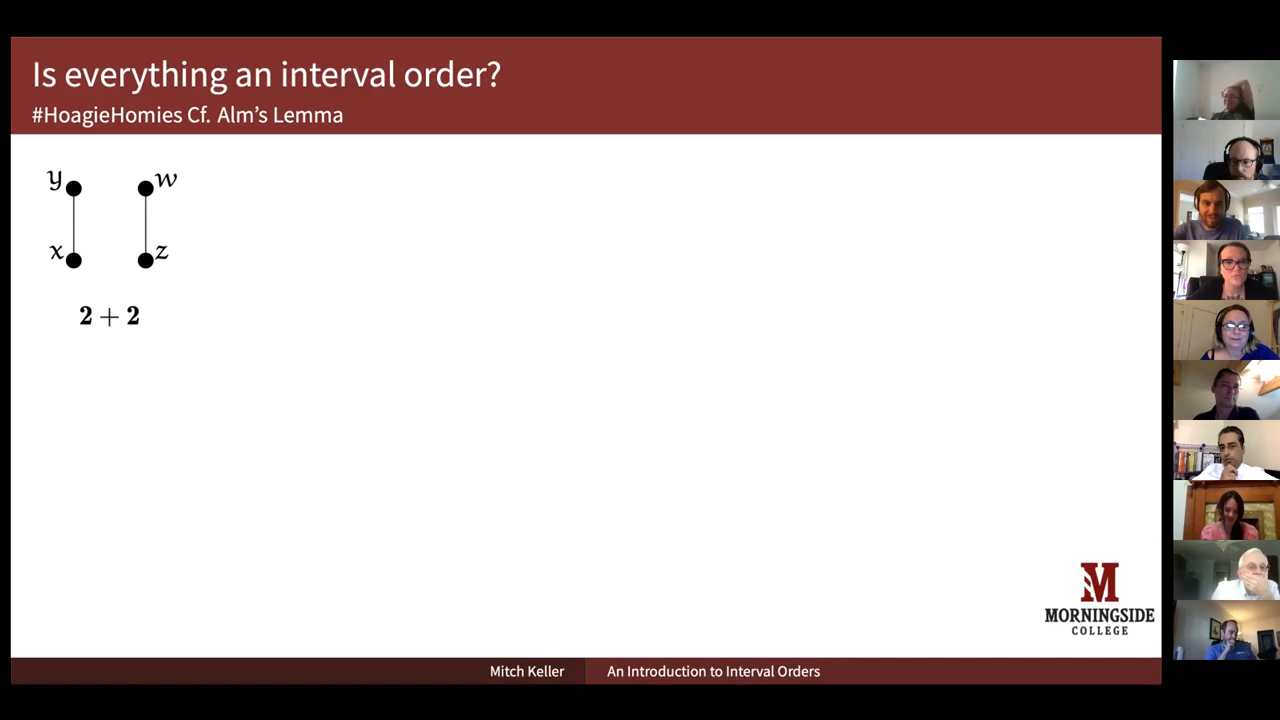 Is everything an interval order?
#HoagieHomies Cf. Alm's Lemma
y w
x z
2 + 2
M
MORNINGSIDE
COLLEGE
Mitch Keller An Introduction to Interval Orders